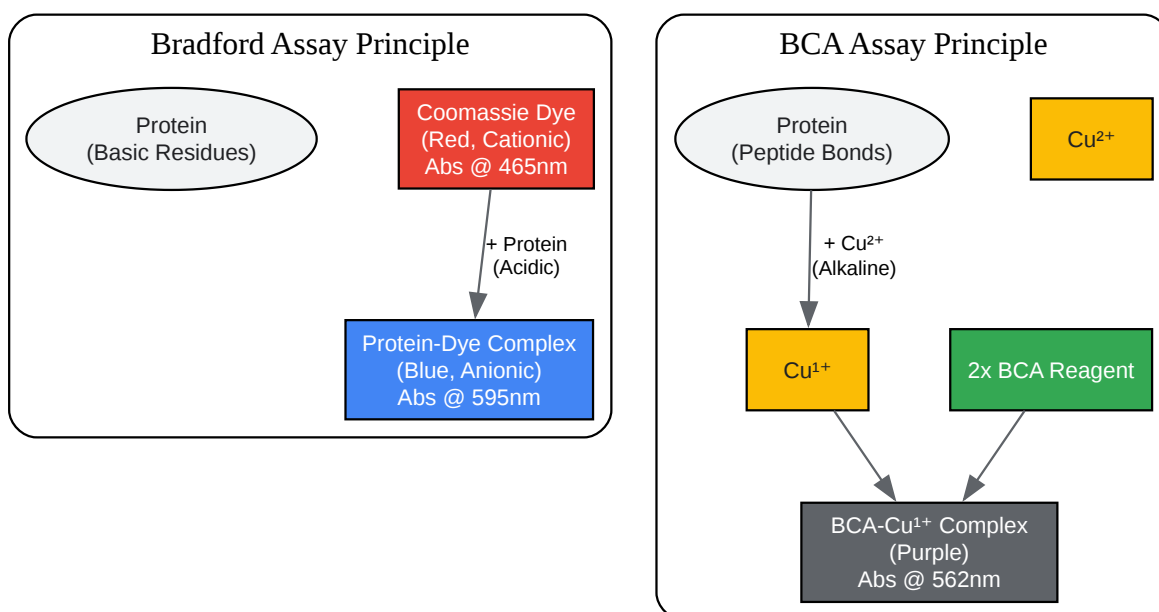 Bradford Assay Principle
Protein
(Basic Residues)
Coomassie Dye
(Red, Cationic)
Abs @ 465nm
+ Protein
(Acidic)
Protein-Dye Complex
(Blue, Anionic)
Abs @ 595nm
BCA Assay Principle
Protein
(Peptide Bonds)
Cu²⁺
+ Cu²⁺
(Alkaline)
Cu¹⁺
2x BCA Reagent
BCA-Cu¹⁺ Complex
(Purple)
Abs @ 562nm